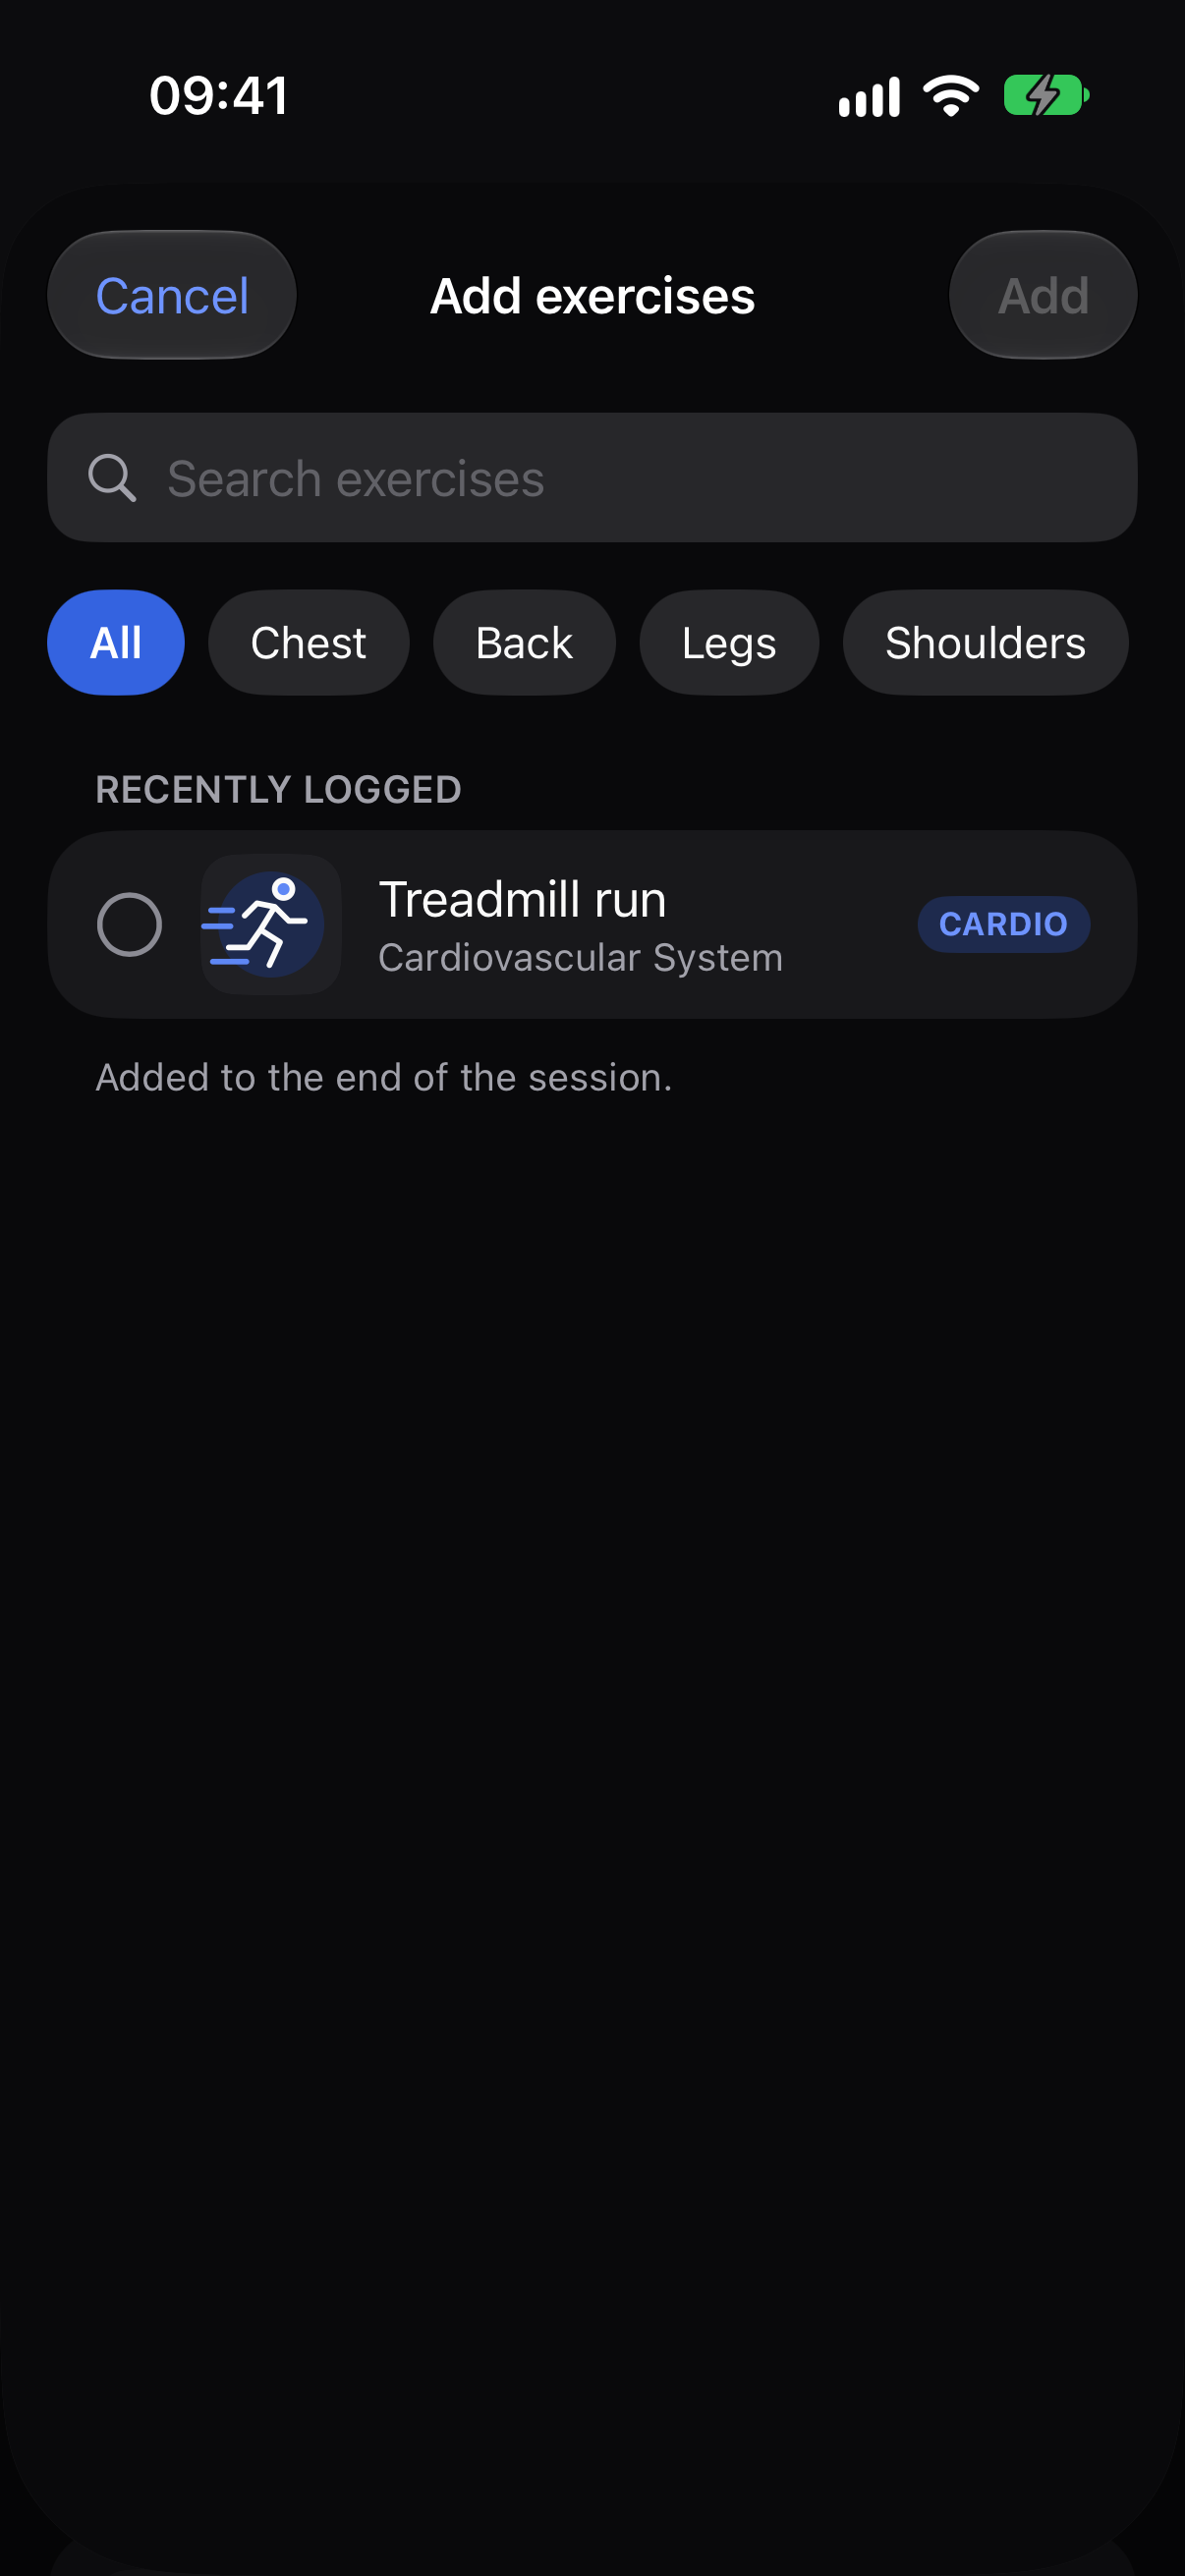 09:41
Cancel
Add exercises
Add
Search exercises
All
Chest
Back
Legs
Shoulders
RECENTLY LOGGED
Treadmill run
Cardiovascular System
CARDIO
Added to the end of the session.